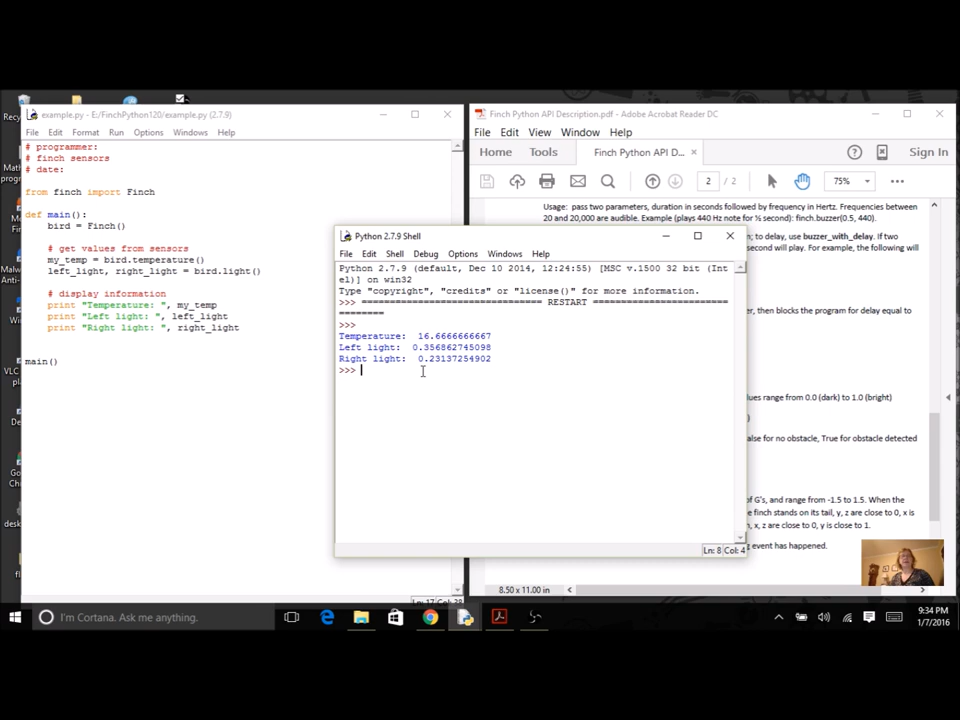 example.py - E:/FinchPython120/example.py (2.7.9)
File Edit Format Run Options Windows Help
# programmer:
# finch sensors
# date:
from finch import Finch
def main():
bird = Finch()
# get values from sensors
my_temp = bird.temperature()
left_light, right_light = bird.light()
# display information
print "Temperature: ", my_temp
print "Left light: ", left_light
print "Right light: ", right_light
main()
Finch Python API Description.pdf - Adobe Acrobat Reader DC
File Edit View Window Help
Home Tools Finch Python API D... × Sign In
2 / 2 75%
Usage: pass two parameters, duration in seconds followed by frequency in Hertz. Frequencies between
20 and 20,000 are audible. Example (plays 440 Hz note for ½ second): finch.buzzer(0.5, 440).
n; to delay, use buzzer_with_delay. If two
second will play. For example, the following will
er, then blocks the program for delay equal to
lues range from 0.0 (dark) to 1.0 (bright)
)
alse for no obstacle, True for obstacle detected
of G's, and range from -1.5 to 1.5. When the
e finch stands on its tail, y, z are close to 0, x is
n, x, z are close to 0, y is close to 1.
g event has happened.
8.50 x 11.00 in
Python 2.7.9 Shell
File Edit Shell Debug Options Windows Help
Python 2.7.9 (default, Dec 10 2014, 12:24:55) [MSC v.1500 32 bit (Int
el)] on win32
Type "copyright", "credits" or "license()" for more information.
>>> ================================ RESTART ========================
========
>>>
Temperature:  16.6666666667
Left light:  0.356862745098
Right light:  0.23137254902
>>>
Ln: 8 Col: 4
I'm Cortana. Ask me anything.
9:34 PM
1/7/2016